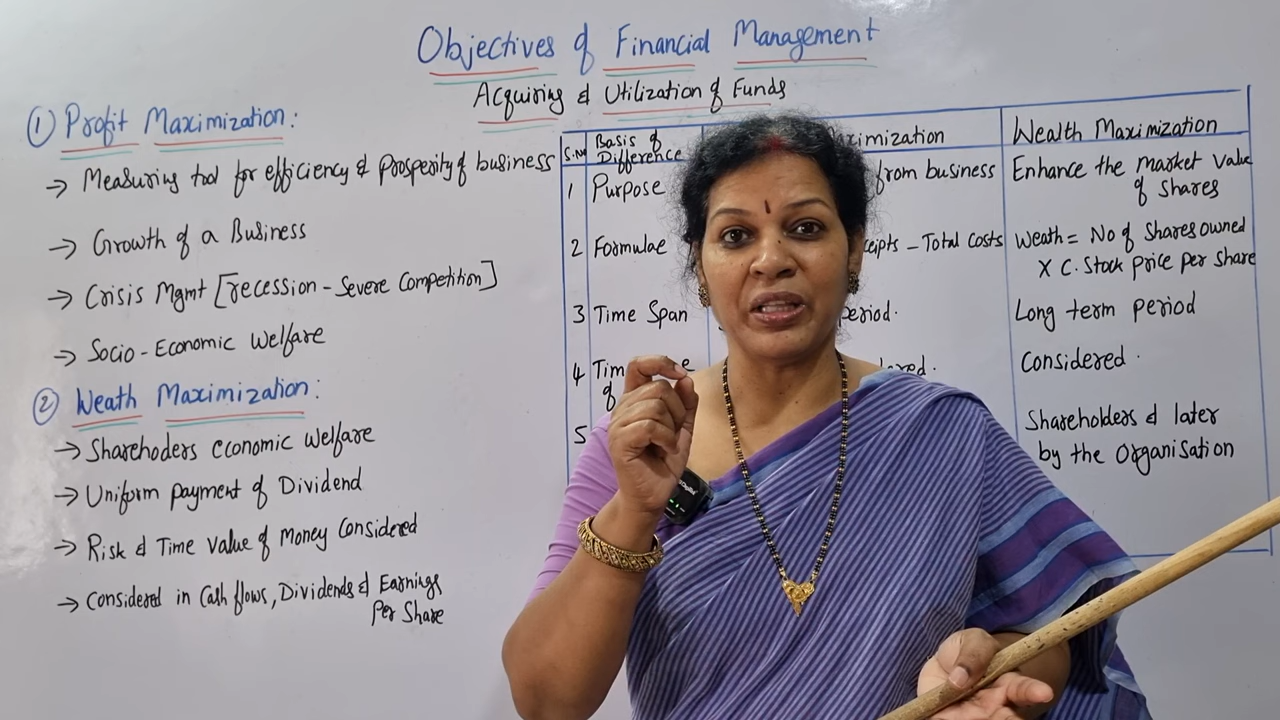 Objectives of Financial Management
Acquiring & Utilization of Funds
① Profit Maximization:
→ Measuring tool for efficiency & prosperity of business
→ Growth of a Business
→ Crisis Mgmt [recession - Severe Competition]
→ Socio-Economic Welfare
② Weath Maximization:
→ Sharehoders economic Welfare
→ Uniform payment of Dividend
→ Risk & Time value of Money Considered
→ Considered in Cash flows, Dividends & Earnings
Per Share
S.No Basis of Difference ximization Wealth Maximization
1 Purpose from business Enhance the market value
of Shares
2 Formulae eipts - Total Costs Weath = No of Shares owned
X C. Stock price per share
3 Time Span period. Long term period
4 Considered.
of
5 Shareholders & later
by the Organisation